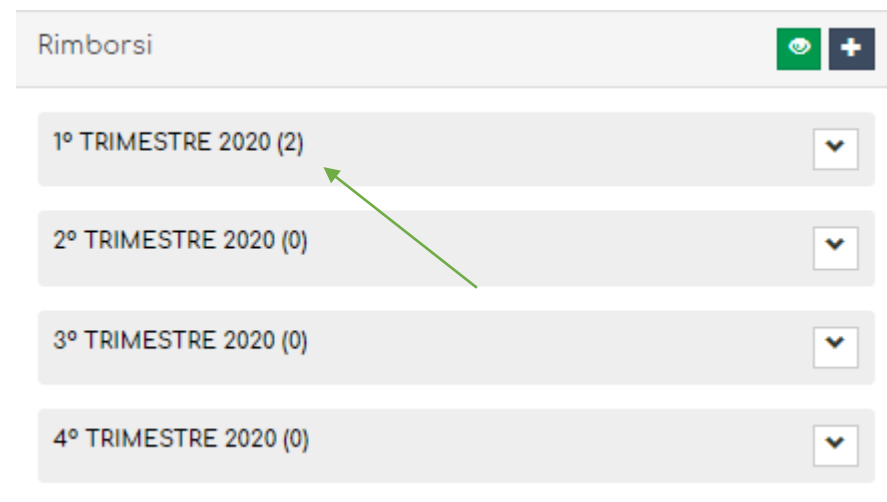 Rimborsi
1º TRIMESTRE 2020 (2)
2º TRIMESTRE 2020 (0)
3º TRIMESTRE 2020 (0)
4º TRIMESTRE 2020 (0)